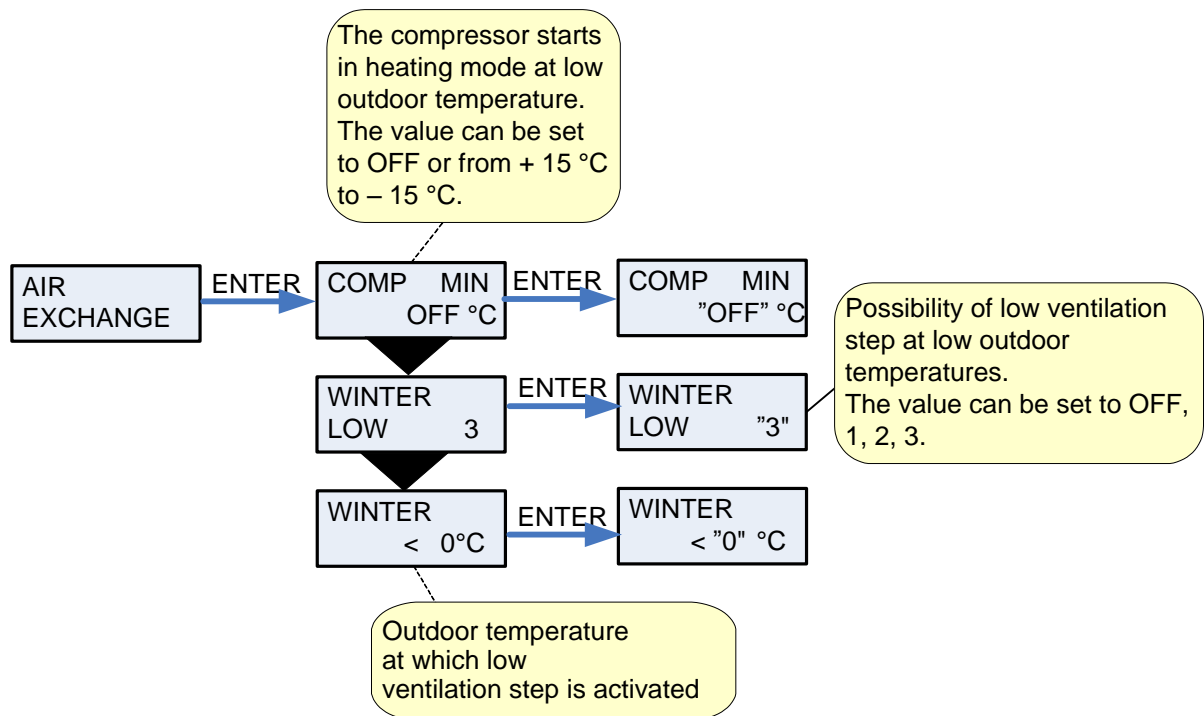 The compressor starts
in heating mode at low
outdoor temperature.
The value can be set
to OFF or from + 15 °C
to – 15 °C.
AIR
EXCHANGE
ENTER
COMP MIN
OFF °C
ENTER
COMP MIN
”OFF” °C
Possibility of low ventilation
step at low outdoor
temperatures.
The value can be set to OFF,
1, 2, 3.
WINTER
LOW 3
ENTER
WINTER
LOW ”3"
WINTER
< 0°C
ENTER
WINTER
< ”0" °C
Outdoor temperature
at which low
ventilation step is activated